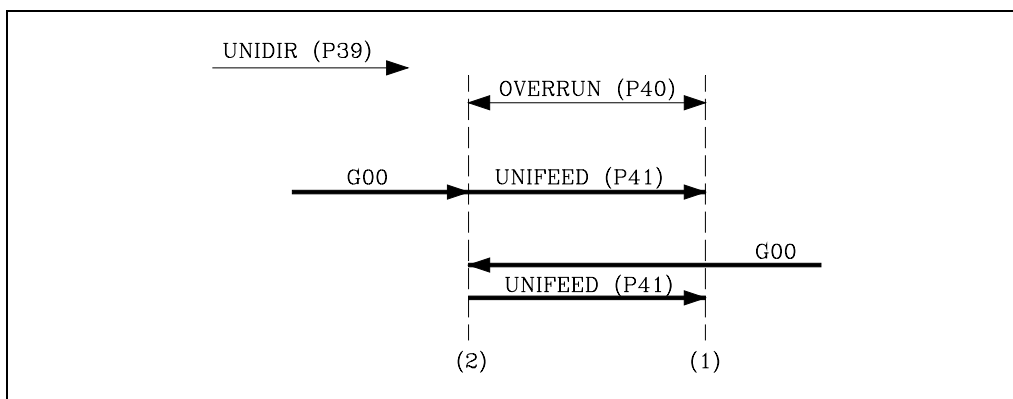 UNIDIR (P39)
OVERRUN (P40)
G00 UNIFEED (P41)
G00
UNIFEED (P41)
(2) (1)